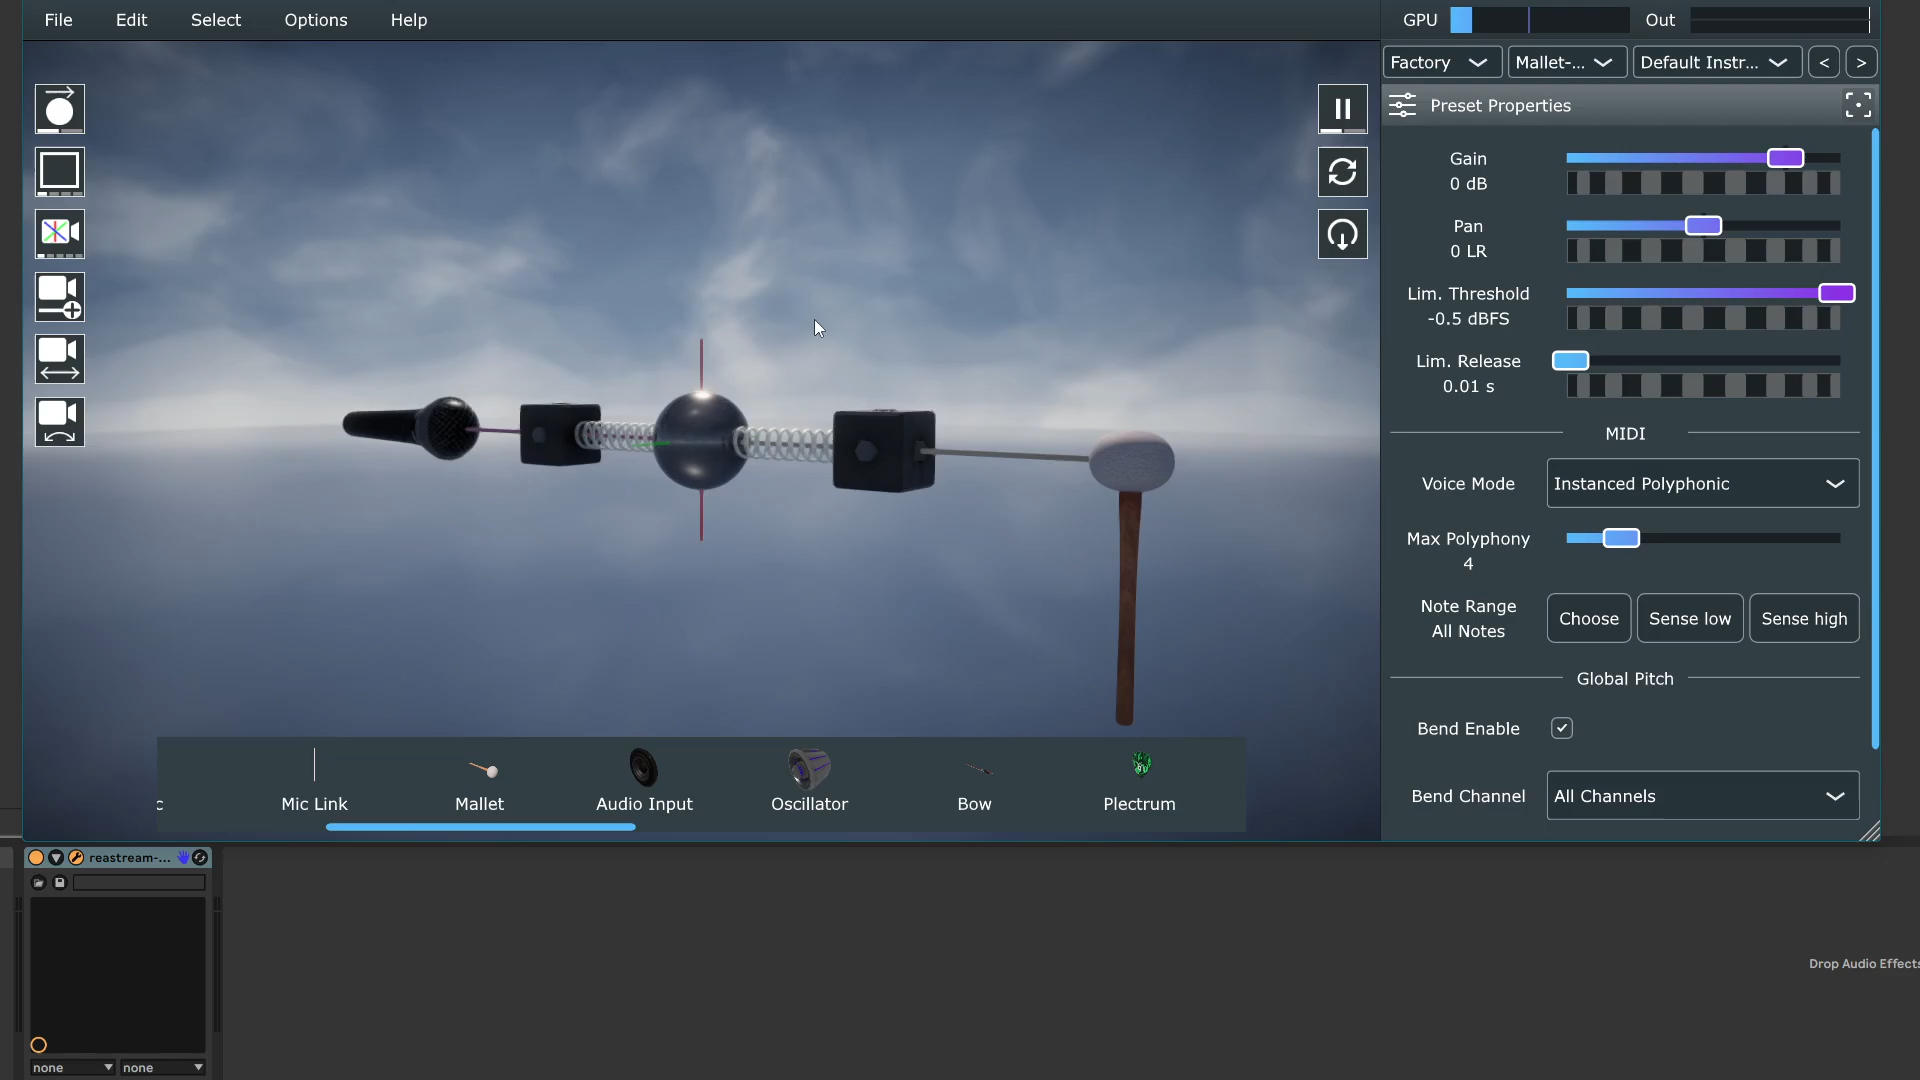 File Edit Select Options Help
GPU Out
Factory Mallet-... Default Instr... < >
Preset Properties
Gain
0 dB
Pan
0 LR
Lim. Threshold
-0.5 dBFS
Lim. Release
0.01 s
MIDI
Voice Mode Instanced Polyphonic
Max Polyphony
4
Note Range
All Notes
Choose Sense low Sense high
Global Pitch
Bend Enable
Bend Channel All Channels
c Mic Link Mallet Audio Input Oscillator Bow Plectrum
reastream-...
Drop Audio Effects
none none